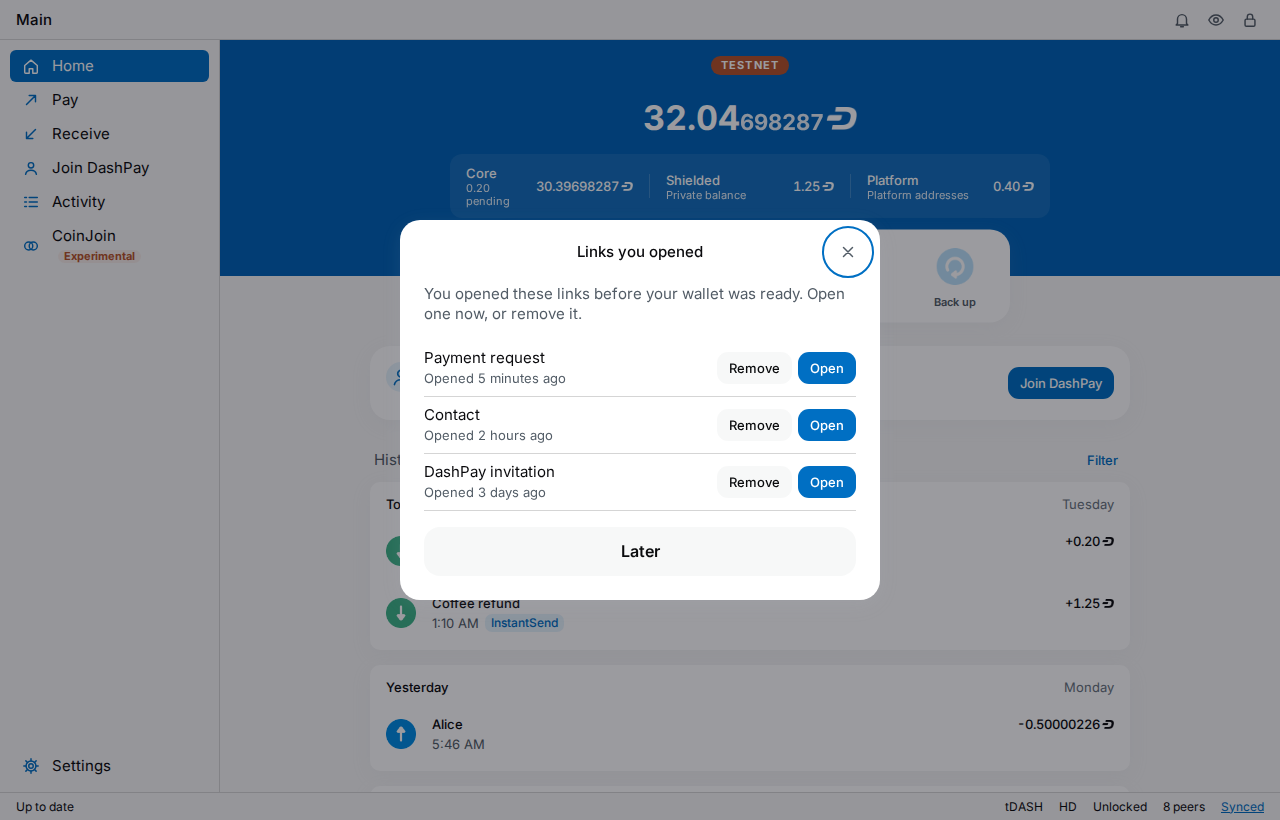 Main
Home
Pay
Receive
Join DashPay
Activity
CoinJoin
Experimental
Settings
TESTNET
32.04698287
Core
0.20 pending
30.39698287
Shielded
Private balance
1.25
Platform
Platform addresses
0.40
Back up
Join DashPay
Links you opened
You opened these links before your wallet was ready. Open
one now, or remove it.
Payment request
Opened 5 minutes ago
Remove
Open
Contact
Opened 2 hours ago
Remove
Open
DashPay invitation
Opened 3 days ago
Remove
Open
Later
Filter
Tuesday
+0.20
Coffee refund
1:10 AM
InstantSend
+1.25
Yesterday
Monday
Alice
5:46 AM
-0.50000226
Up to date
tDASH
HD
Unlocked
8 peers
Synced